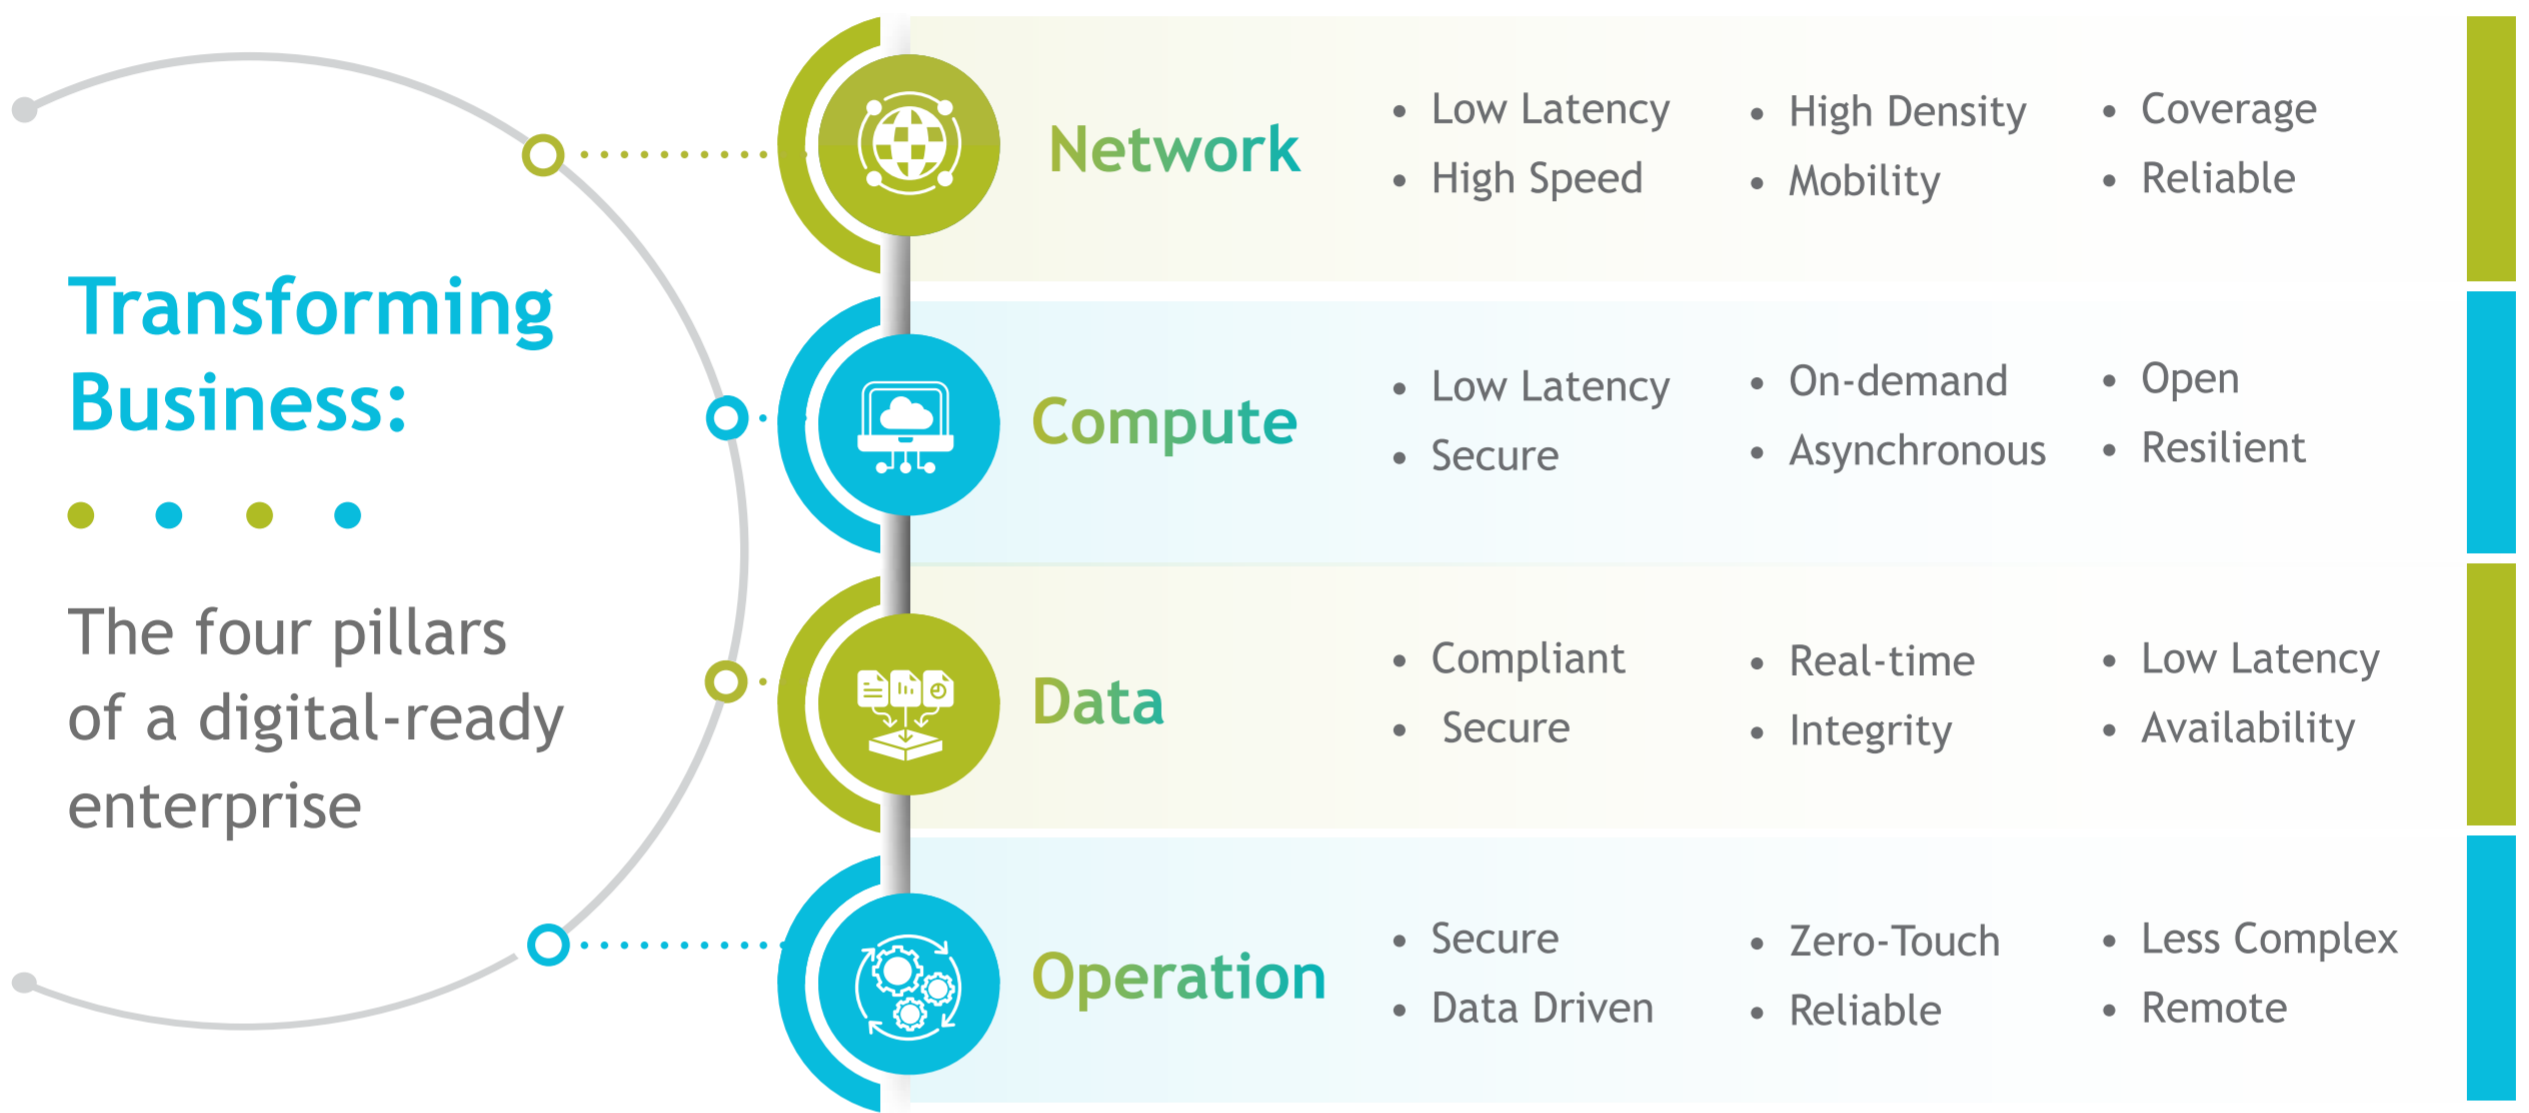 Transforming
Business:
The four pillars
of a digital-ready
enterprise
Network
• Low Latency
• High Speed
• High Density
• Mobility
• Coverage
• Reliable
Compute
• Low Latency
• Secure
• On-demand
• Asynchronous
• Open
• Resilient
Data
• Compliant
• Secure
• Real-time
• Integrity
• Low Latency
• Availability
Operation
• Secure
• Data Driven
• Zero-Touch
• Reliable
• Less Complex
• Remote